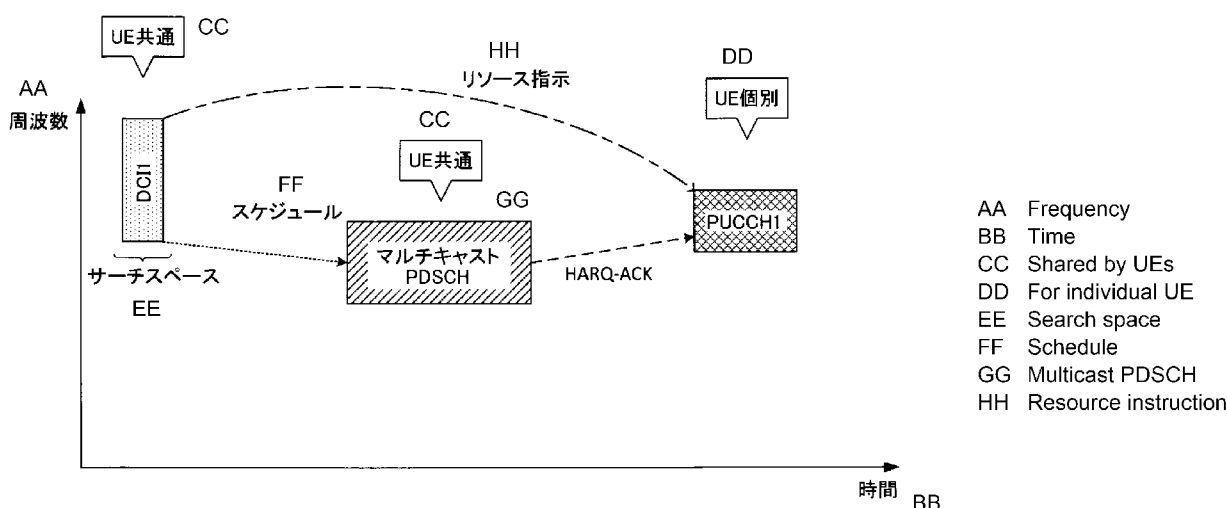 UE共通
CC
HH
リソース指示
DD
UE個別
AA
周波数
CC
UE共通
DCI1
FF
スケジュール
GG
PUCCH1
マルチキャスト
PDSCH
HARQ-ACK
サーチスペース
EE
時間
BB
AA Frequency
BB Time
CC Shared by UEs
DD For individual UE
EE Search space
FF Schedule
GG Multicast PDSCH
HH Resource instruction